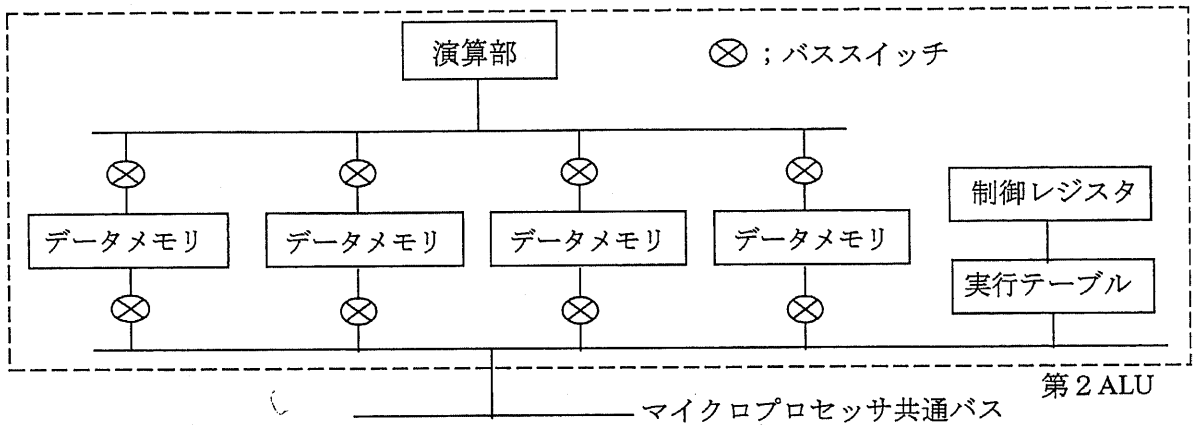 演算部
；バススイッチ
制御レジスタ
データメモリ
データメモリ
データメモリ
データメモリ
実行テーブル
第２ALU
マイクロプロセッサ共通バス